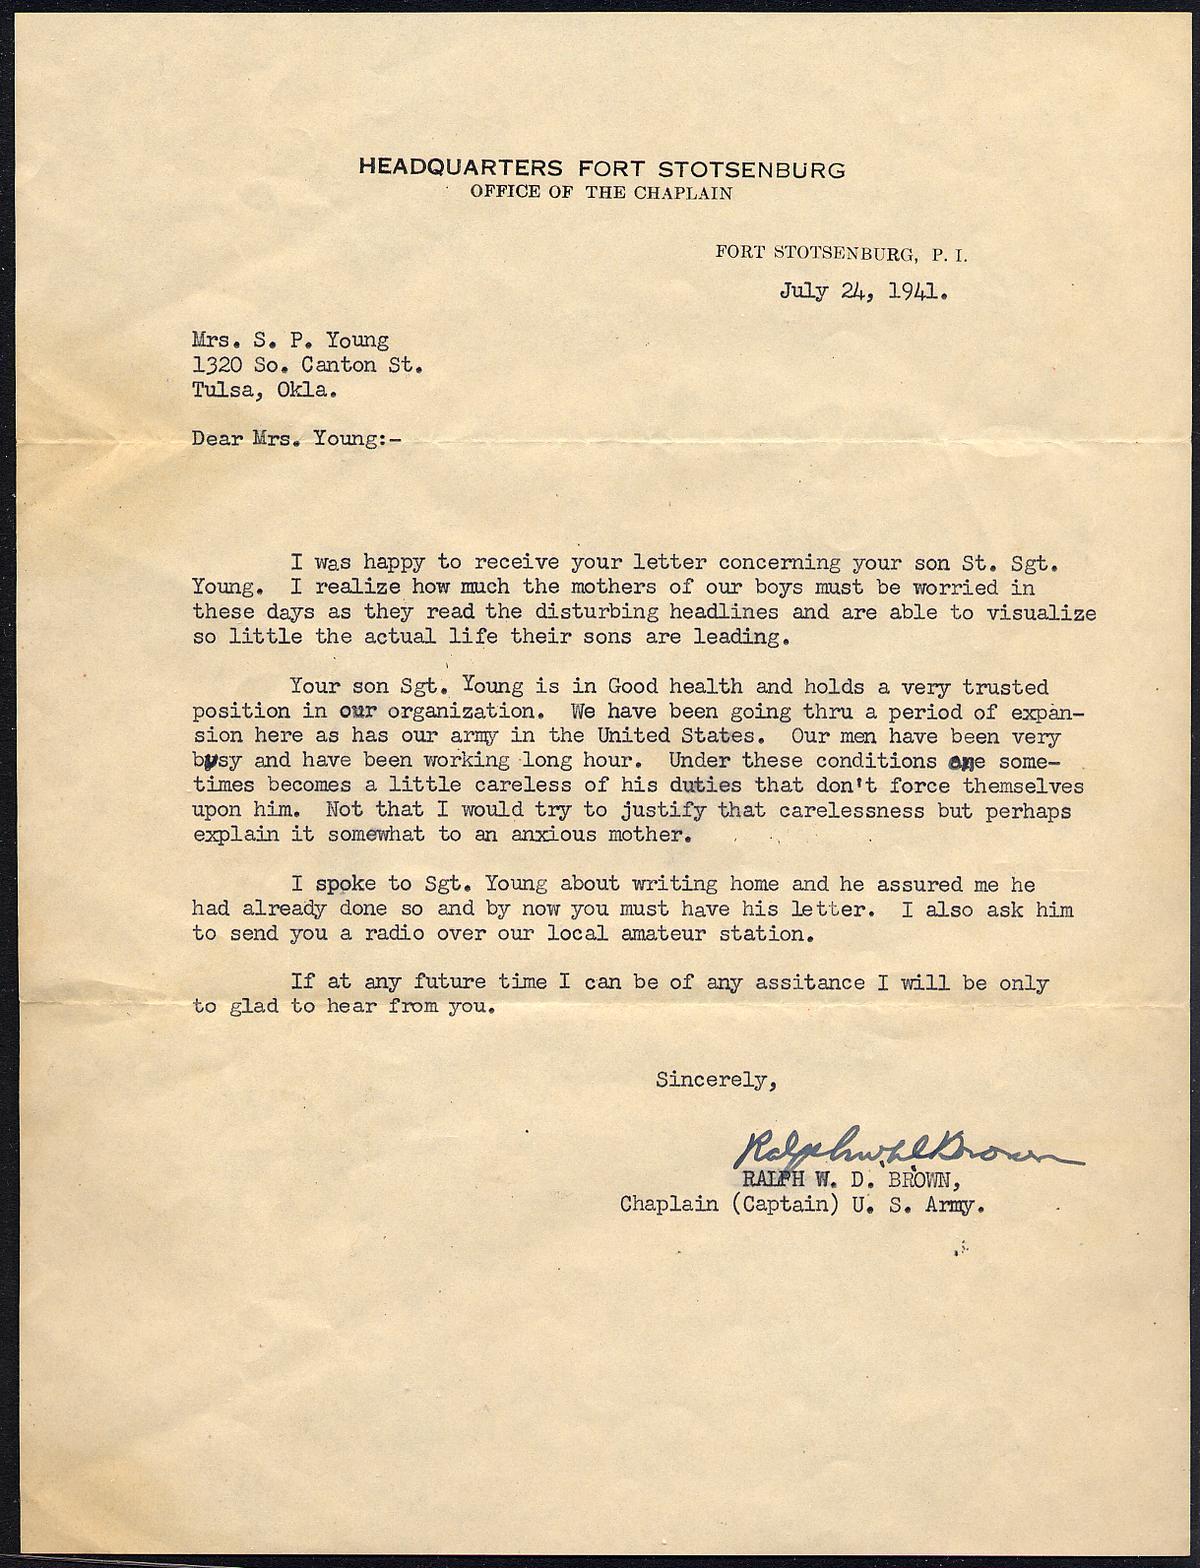 HEADQUARTERS FORT STOTSENBURG
OFFICE OF THE CHAPLAIN
FORT STOTSENBURG, P. I.
July 24, 1941.
Mrs. S. P. Young
1320 So. Canton St.
Tulsa, Okla.
Dear Mrs. Young:-
I was happy to receive your letter concerning your son St. Sgt.
Young. I realize how much the mothers of our boys must be worried in
these days as they read the disturbing headlines and are able to visualize
so little the actual life their sons are leading.
Your son Sgt. Young is in Good health and holds a very trusted
position in our organization. We have been going thru a period of expan-
sion here as has our army in the United States. Our men have been very
busy and have been working long hour. Under these conditions one some-
times becomes a little careless of his duties that don't force themselves
upon him. Not that I would try to justify that carelessness but perhaps
explain it somewhat to an anxious mother.
I spoke to Sgt. Young about writing home and he assured me he
had already done so and by now you must have his letter. I also ask him
to send you a radio over our local amateur station.
If at any future time I can be of any assitance I will be only
to glad to hear from you.
Sincerely,
Ralph W. D. Brown
RALPH W. D. BROWN,
Chaplain (Captain) U. S. Army.